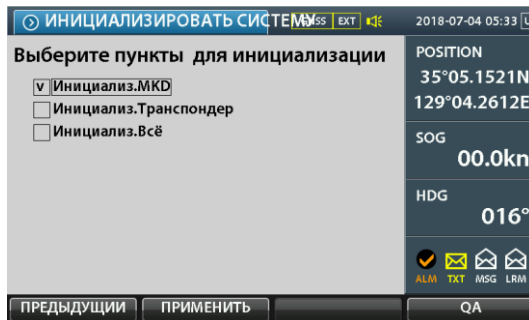 ИНИЦИАЛИЗИРОВАТЬ СИСТЕМУ
EXT
2018-07-04 05:33 U
Выберите пункты для инициализации
v Инициализ.MKD
Инициализ.Транспондер
Инициализ.Всё
POSITION
35°05.1521N
129°04.2612E
SOG
00.0kn
HDG
016°
ALM TXT MSG LRM
ПРЕДЫДУЩИИ ПРИМЕНИТЬ QA